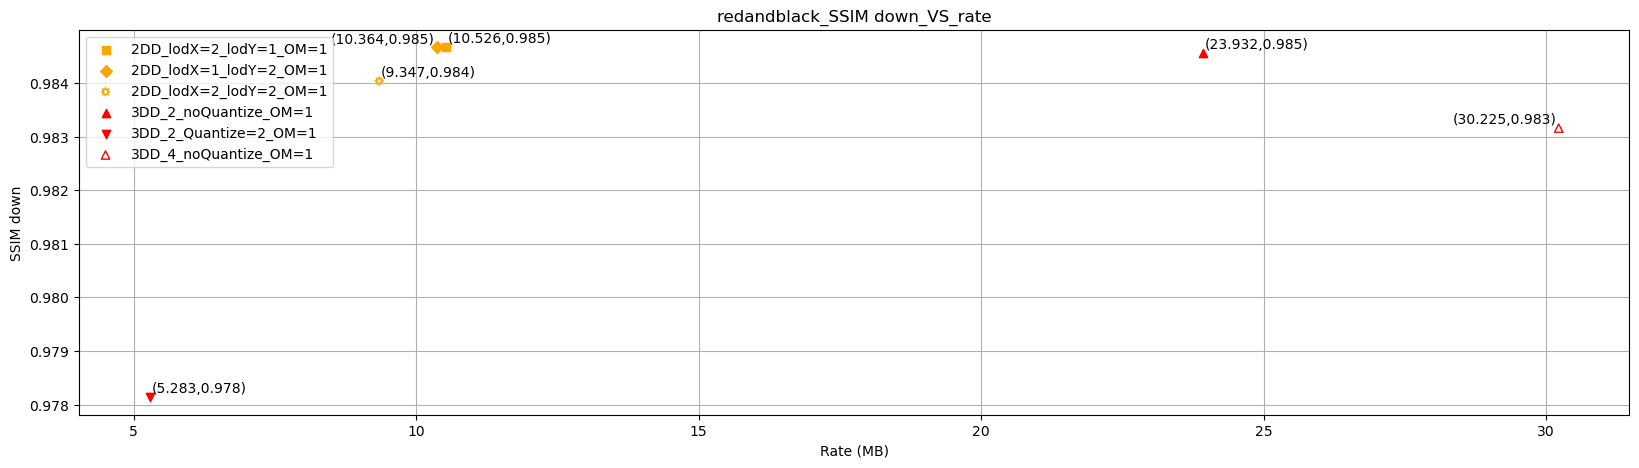 redandblack_SSIM down_VS_rate
2DD_lodX=2_lodY=1_OM=1
2DD_lodX=1_lodY=2_OM=1
2DD_lodX=2_lodY=2_OM=1
3DD_2_noQuantize_OM=1
3DD_2_Quantize=2_OM=1
3DD_4_noQuantize_OM=1
(10.364,0.985)
(10.526,0.985)
(23.932,0.985)
(9.347,0.984)
(30.225,0.983)
(5.283,0.978)
SSIM down
0.984
0.983
0.982
0.981
0.980
0.979
0.978
5
10
15
20
25
30
Rate (MB)